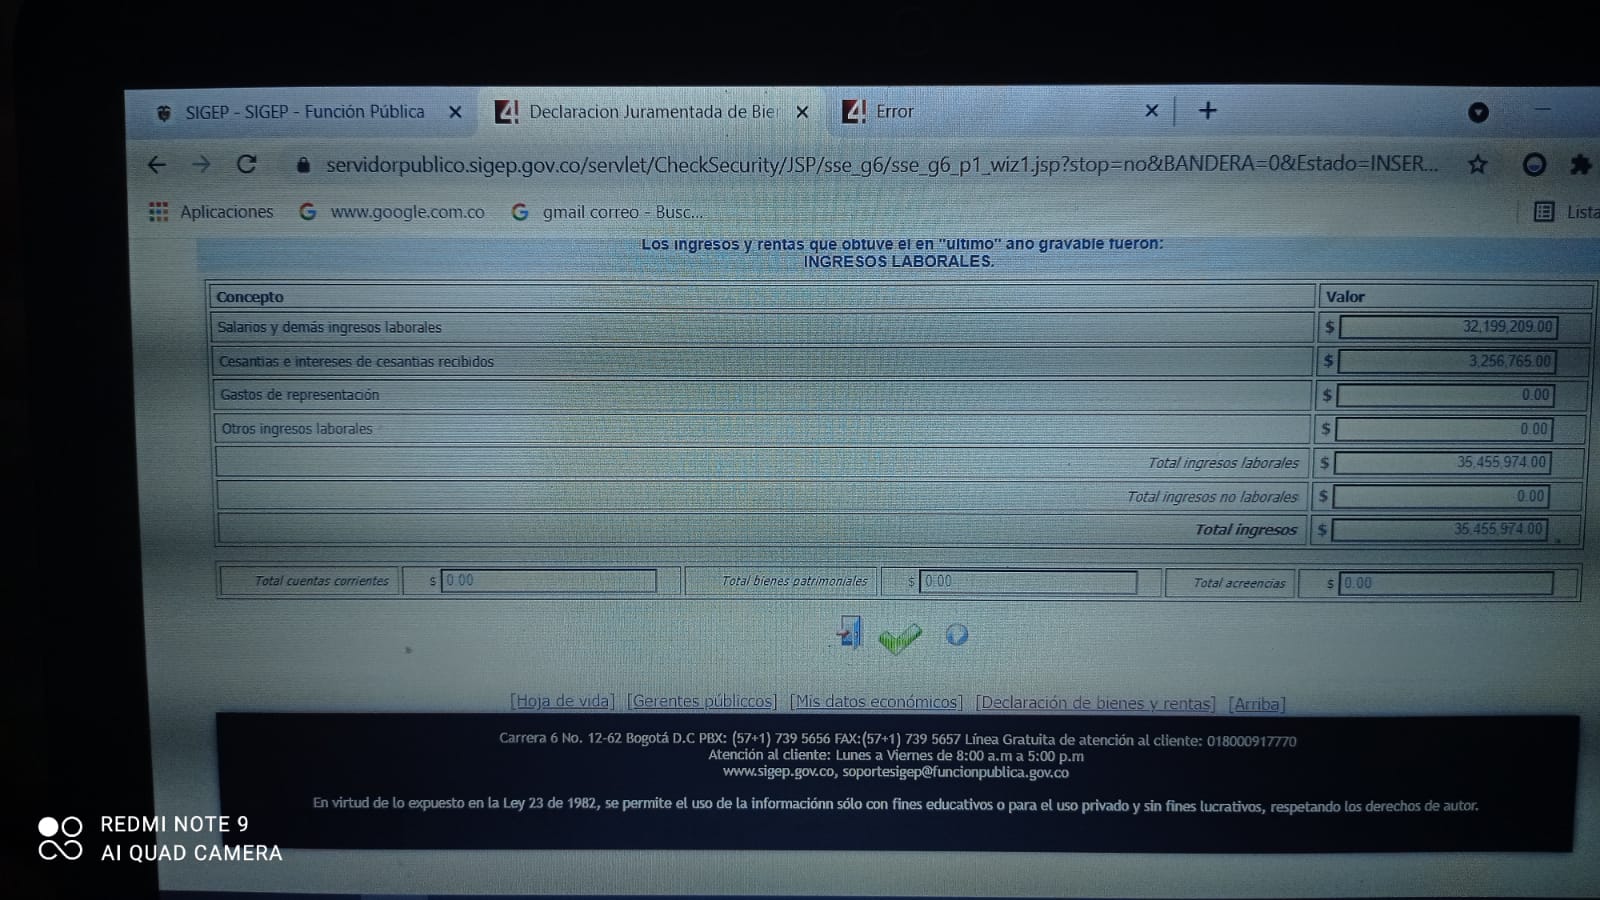 SIGEP - SIGEP - Función Pública
Declaracion Juramentada de Bier
Error
servidorpublico.sigep.gov.co/servlet/CheckSecurity/JSP/sse_g6/sse_g6_p1_wiz1.jsp?stop=no&BANDERA=0&Estado=INSER...
Aplicaciones www.google.com.co gmail correo - Busc... Lista
Los ingresos y rentas que obtuve el en "ultimo" ano gravable fueron:
INGRESOS LABORALES.
Concepto Valor
Salarios y demás ingresos laborales $ 32,199,209.00
Cesantias e intereses de cesantias recibidos $ 3,256,765.00
Gastos de representación $ 0.00
Otros ingresos laborales $ 0.00
Total ingresos laborales $ 35,455,974.00
Total ingresos no laborales $ 0.00
Total ingresos $ 35,455,974.00
Total cuentas corrientes $ 0.00 Total bienes patrimoniales $ 0.00 Total acreencias $ 0.00
[Hoja de vida] [Gerentes públiccos] [Mis datos económicos] [Declaración de bienes y rentas] [Arriba]
Carrera 6 No. 12-62 Bogotá D.C PBX: (57+1) 739 5656 FAX:(57+1) 739 5657 Línea Gratuita de atención al cliente: 018000917770
Atención al cliente: Lunes a Viernes de 8:00 a.m a 5:00 p.m
www.sigep.gov.co, soportesigep@funcionpublica.gov.co
En virtud de lo expuesto en la Ley 23 de 1982, se permite el uso de la informaciónn sólo con fines educativos o para el uso privado y sin fines lucrativos, respetando los derechos de autor.
REDMI NOTE 9
AI QUAD CAMERA